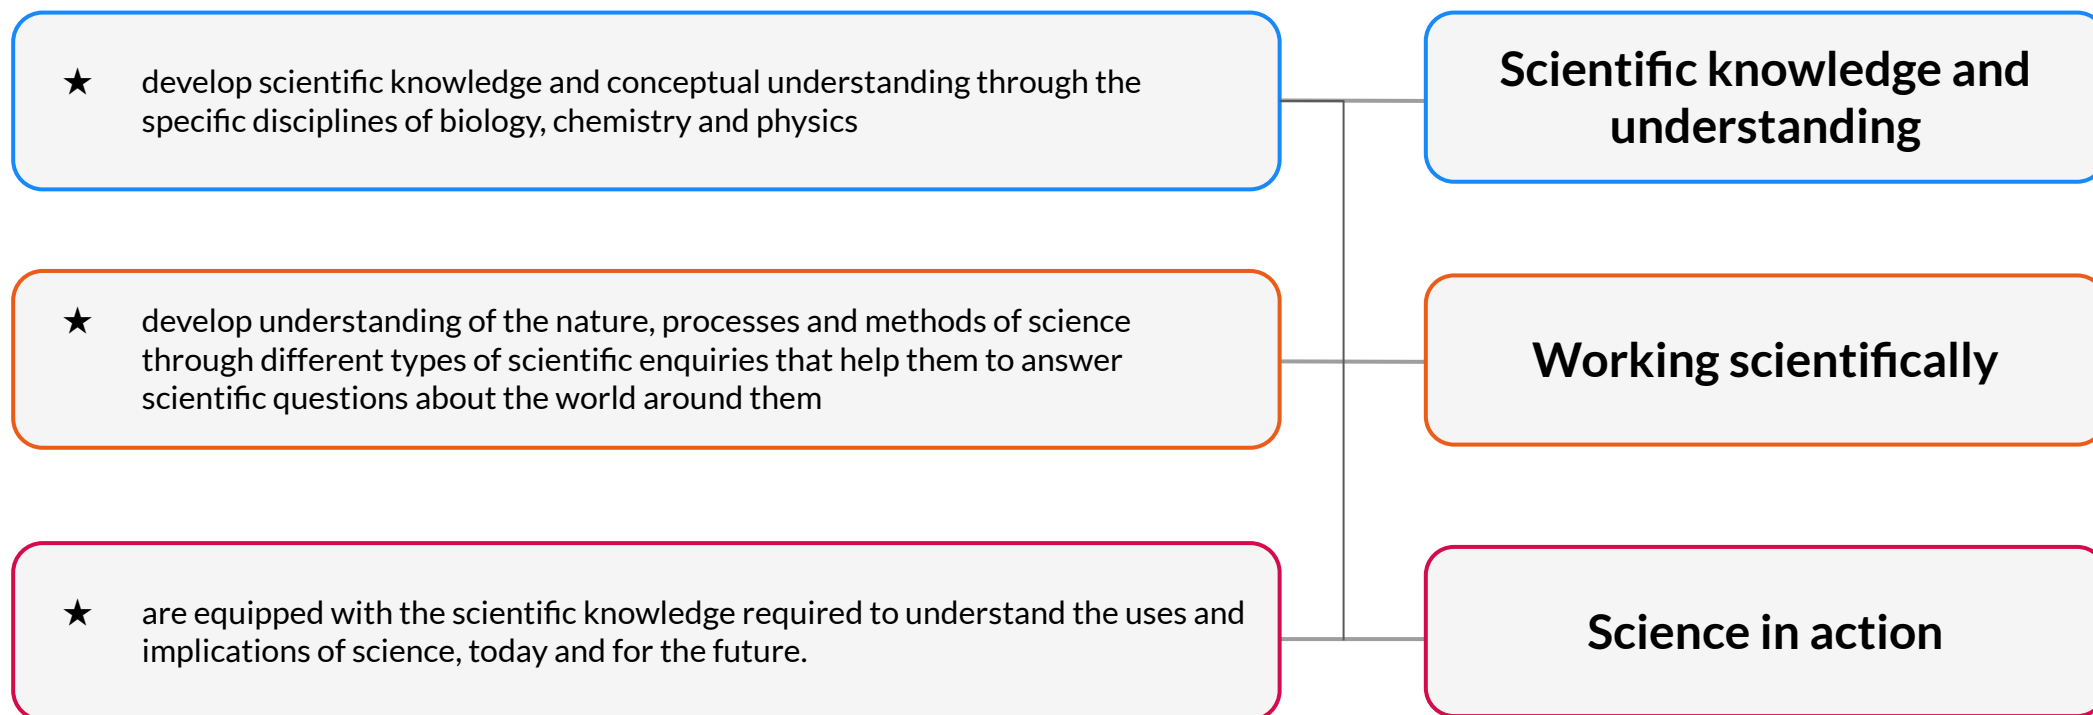 ★ develop scientific knowledge and conceptual understanding through the
specific disciplines of biology, chemistry and physics
Scientific knowledge and
understanding
★ develop understanding of the nature, processes and methods of science
through different types of scientific enquiries that help them to answer
scientific questions about the world around them
Working scientifically
★ are equipped with the scientific knowledge required to understand the uses and
implications of science, today and for the future.
Science in action